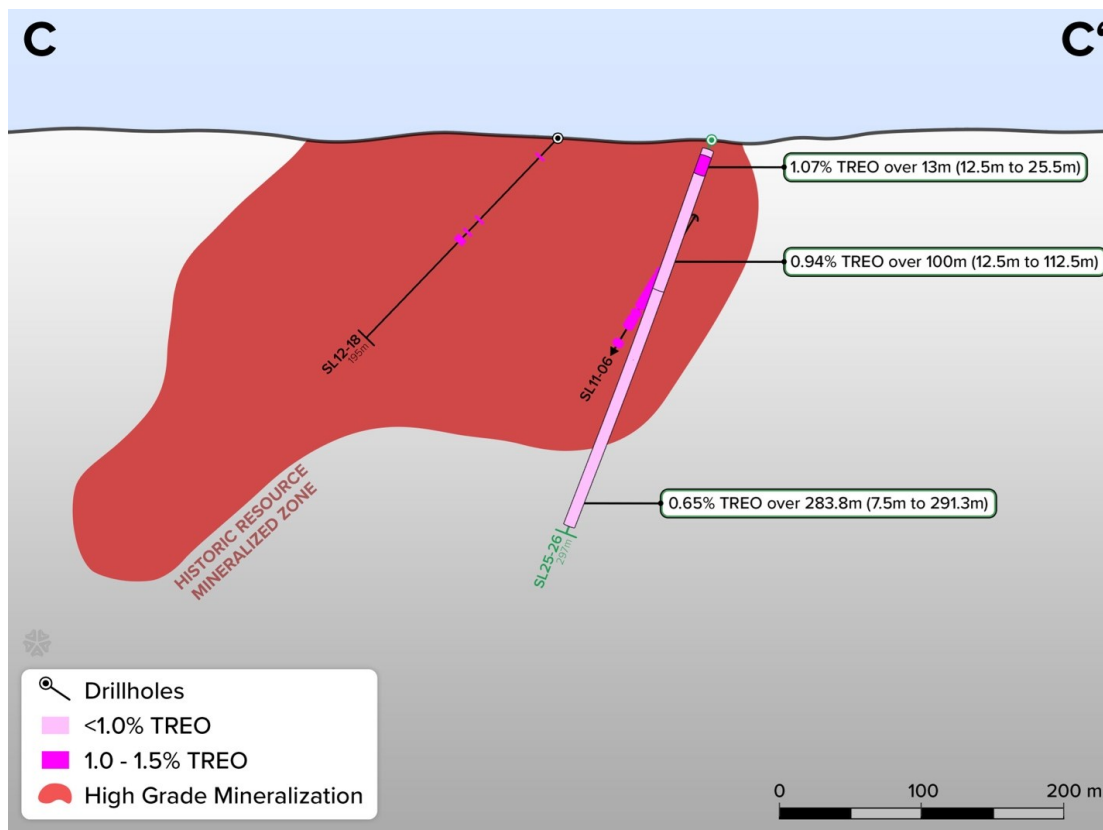 C
C'
1.07% TREO over 13m (12.5m to 25.5m)
0.94% TREO over 100m (12.5m to 112.5m)
SL12-18
195m
SL11-06
0.65% TREO over 283.8m (7.5m to 291.3m)
SL25-26
297m
HISTORIC RESOURCE
MINERALIZED ZONE
Drillholes
<1.0% TREO
1.0 - 1.5% TREO
High Grade Mineralization
0
100
200 m